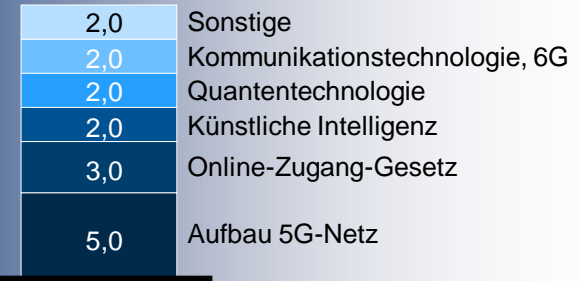 2,0 Sonstige
2,0 Kommunikationstechnologie, 6G
2,0 Quantentechnologie
2,0 Künstliche Intelligenz
3,0 Online-Zugang-Gesetz
5,0 Aufbau 5G-Netz